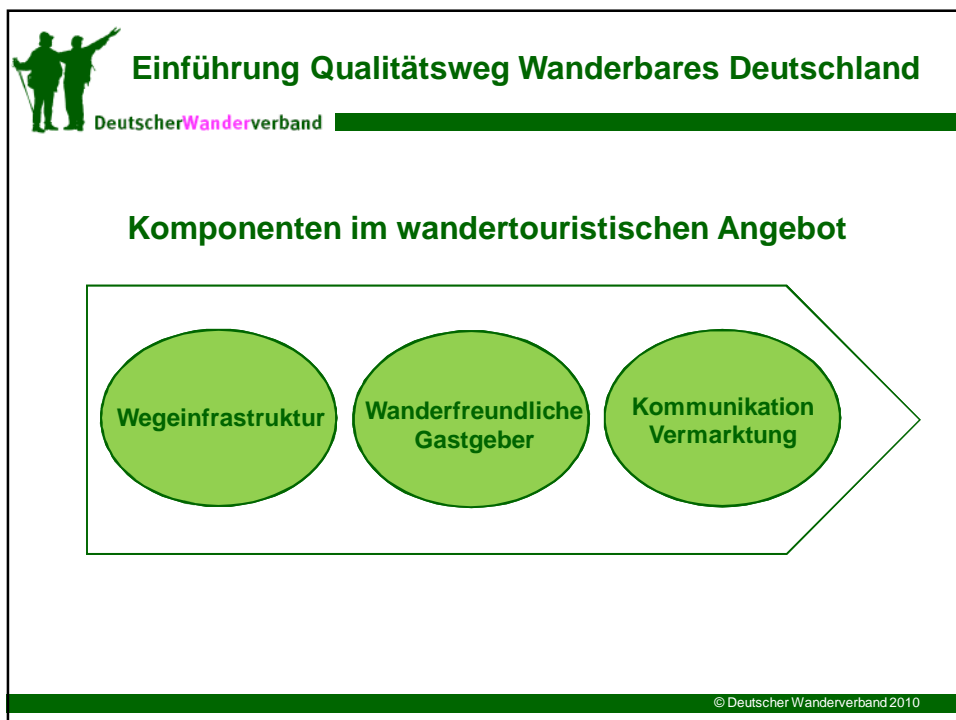 Einführung Qualitätsweg Wanderbares Deutschland
DeutscherWanderverband
Komponenten im wandertouristischen Angebot
Wegeinfrastruktur
Wanderfreundliche
Gastgeber
Kommunikation
Vermarktung
© Deutscher Wanderverband 2010